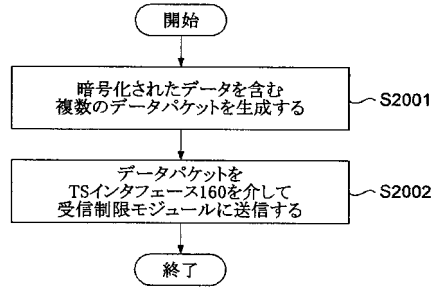 開始
暗号化されたデータを含む
複数のデータパケットを生成する
S2001
データパケットを
TSインタフェース160を介して
受信制限モジュールに送信する
S2002
終了